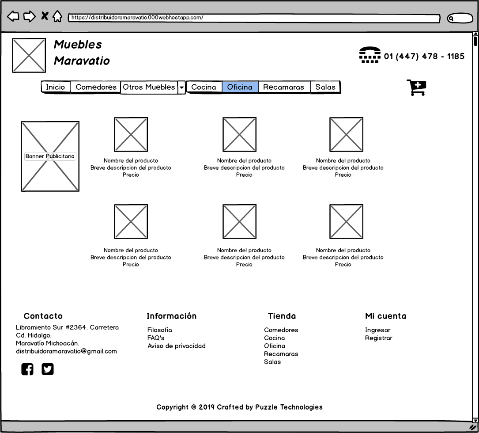 https://distribuidoramaravatio.000webhostapp.com/
Muebles
Maravatio
01 (447) 478 - 1185
Inicio Comedores Otros Muebles Cocina Oficina Recamaras Salas
Banner Publicitario
Nombre del producto Nombre del producto Nombre del producto
Breve descripcion del producto Breve descripcion del producto Breve descripcion del producto
Precio Precio Precio
Nombre del producto Nombre del producto Nombre del producto
Breve descripcion del producto Breve descripcion del producto Breve descripcion del producto
Precio Precio Precio
Contacto
Libramiento Sur #2364. Carretera
Cd. Hidalgo.
Maravatio Michoacán.
distribuidoramaravatio@gmail.com
Información
Filosofia
FAQ's
Aviso de privacidad
Tienda
Comedores
Cocina
Oficina
Recamaras
Salas
Mi cuenta
Ingresar
Registrar
Copyright © 2019 Crafted by Puzzle Technologies